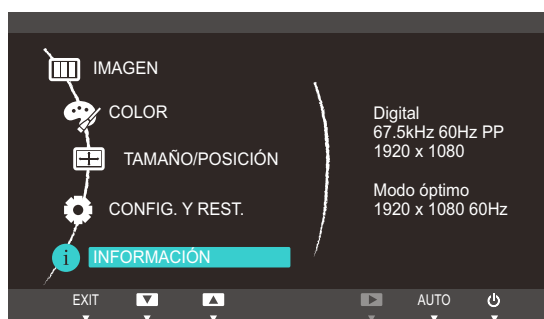 IMAGEN
COLOR
TAMAÑO/POSICIÓN
CONFIG. Y REST.
i INFORMACIÓN
Digital
67.5kHz 60Hz PP
1920 x 1080
Modo óptimo
1920 x 1080 60Hz
EXIT
AUTO